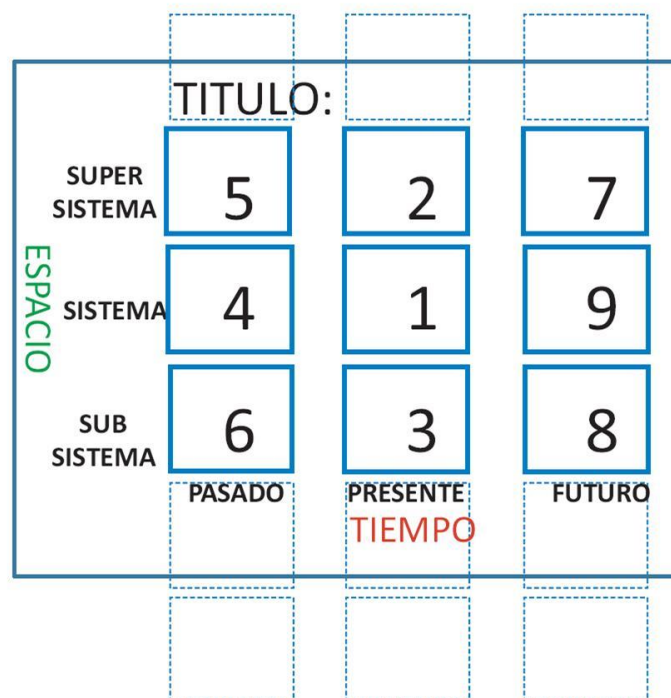 TITULO:
SUPER
SISTEMA
5 2 7
ESPACIO
SISTEMA
4 1 9
SUB
SISTEMA
6 3 8
PASADO PRESENTE FUTURO
TIEMPO